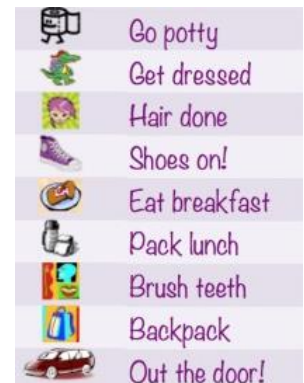 Go potty
Get dressed
Hair done
Shoes on!
Eat breakfast
Pack lunch
Brush teeth
Backpack
Out the door!